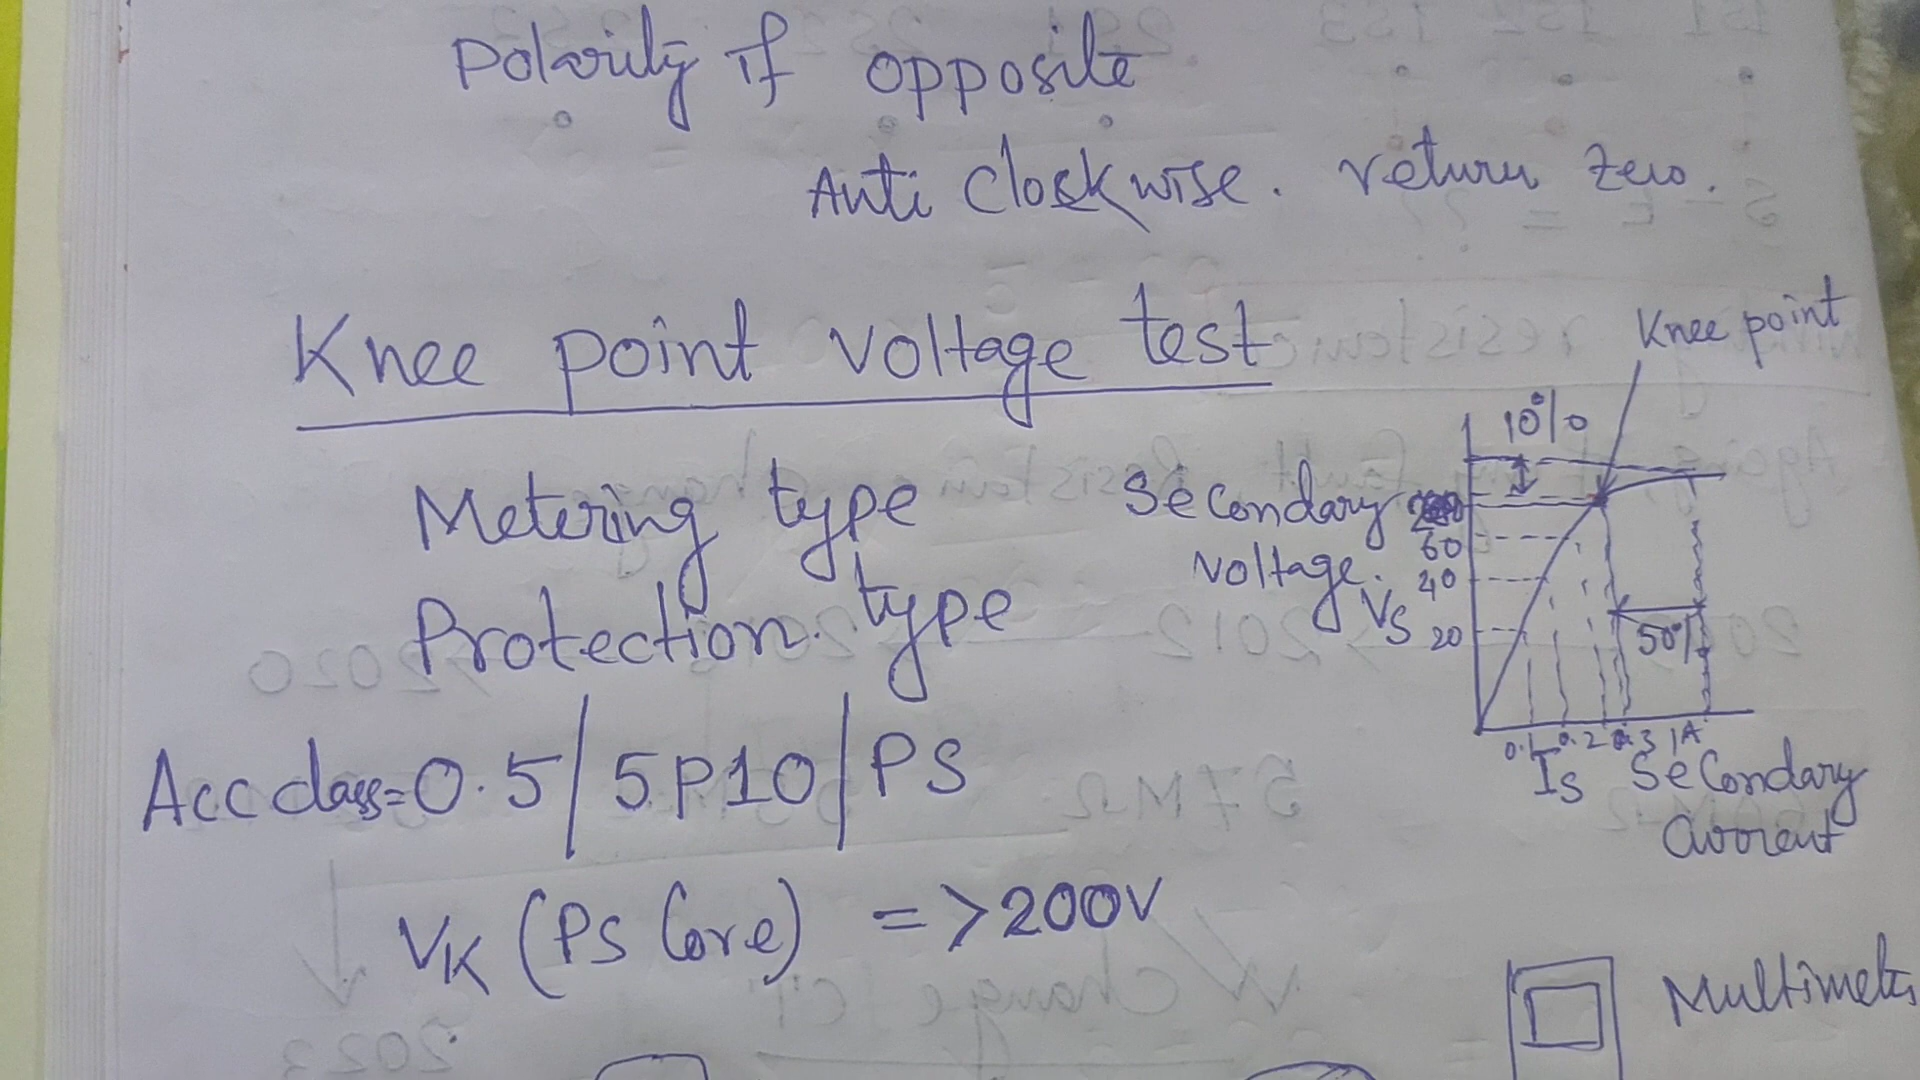 Polarity if opposite
Anti Clockwise. return zero.
Knee point voltage test
Metering type
Protection type
Acc class = 0.5/5P10/PS
VK (PS Core) = >200V
Knee point
10%
Secondary
voltage.
VS
60
40
20
50%
0.1 0.2 0.3 1A
IS Secondary
Current
Multimeter